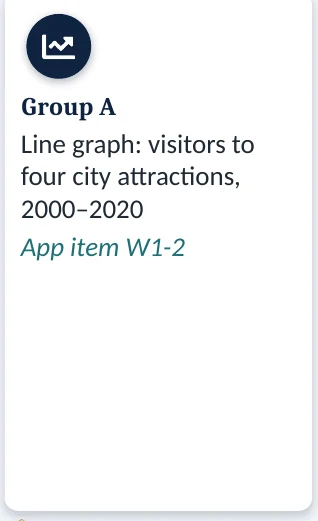 Group A
Line graph: visitors to
four city attractions,
2000–2020
App item W1-2